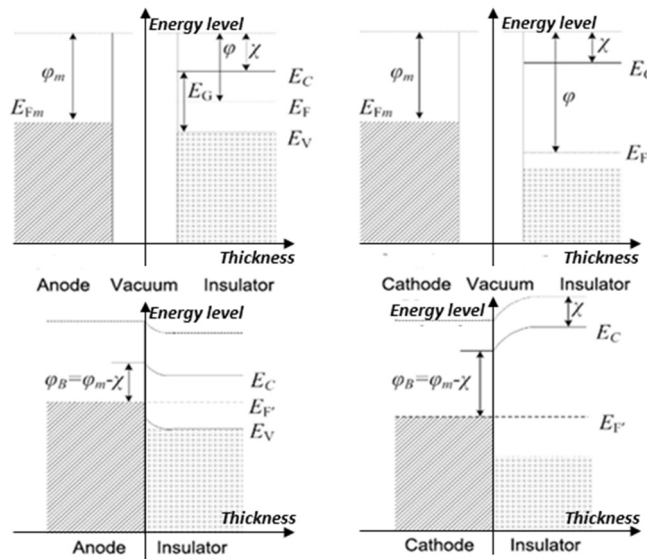 Energy level
φ
χ
φm
EC
EFm
EG
EF
EV
Thickness
Anode Vacuum Insulator
Energy level
χ
φm
EC
EFm
φ
EF
Thickness
Cathode Vacuum Insulator
Energy level
φB=φm-χ
EC
EF'
EV
Thickness
Anode Insulator
Energy level
χ
EC
φB=φm-χ
EF'
Thickness
Cathode Insulator